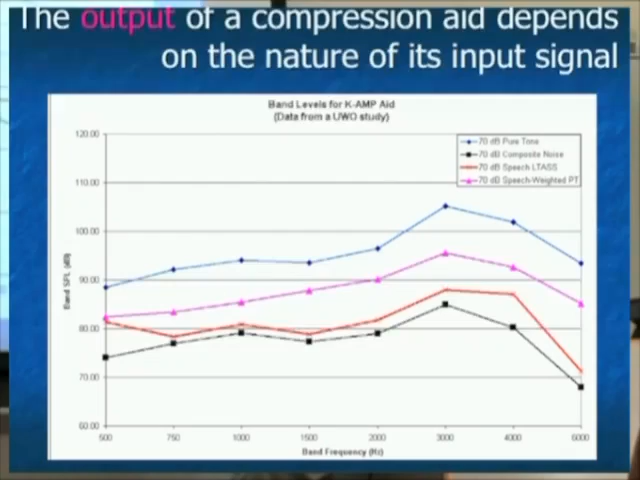 The output of a compression aid depends
on the nature of its input signal
Band Levels for K-AMP Aid
(Data from a UWO study)
120.00
110.00
100.00
90.00
80.00
70.00
60.00
Band SPL (dB)
70 dB Pure Tone
70 dB Composite Noise
70 dB Speech LTASS
70 dB Speech-Weighted PT
500 750 1000 1500 2000 3000 4000 6000
Band Frequency (Hz)